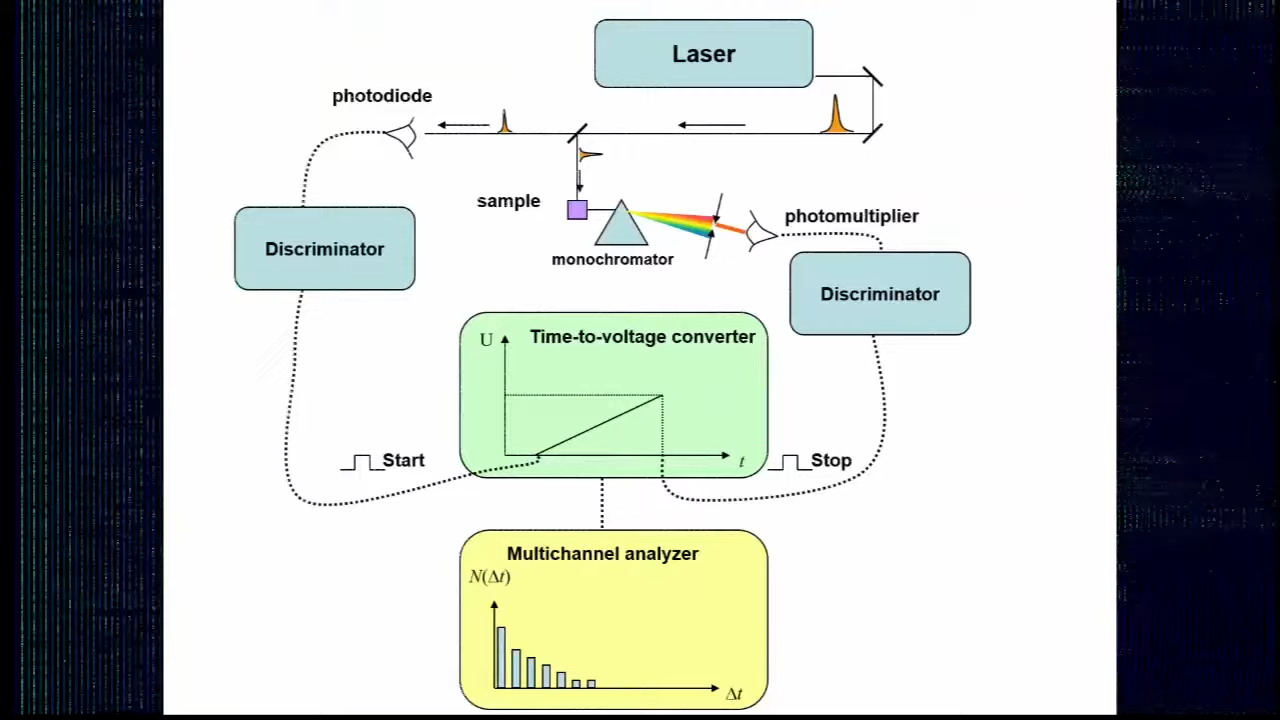 Laser
photodiode
sample
photomultiplier
monochromator
Discriminator
Discriminator
Time-to-voltage converter
U
t
Start
Stop
Multichannel analyzer
N(Δt)
Δt